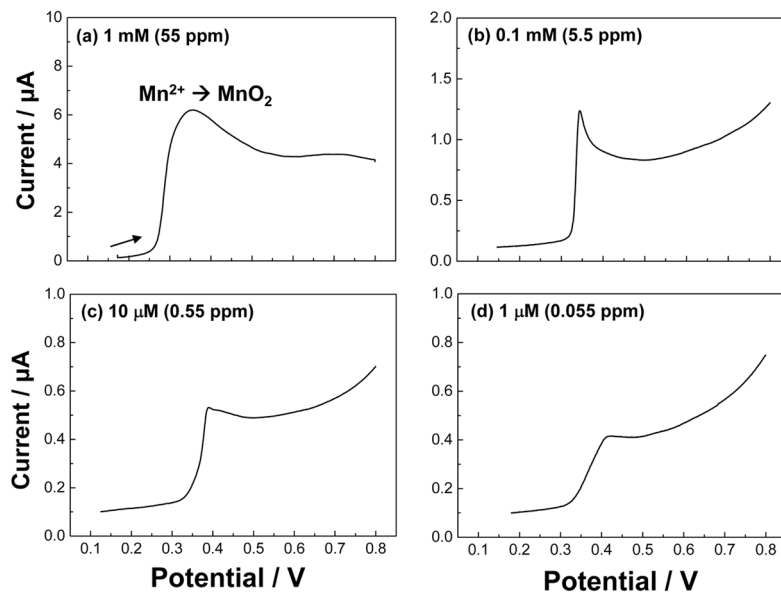 (a) 1 mM (55 ppm)
Mn²⁺ → MnO₂
Current / μA
10
8
6
4
2
0
(b) 0.1 mM (5.5 ppm)
2.0
1.5
1.0
0.5
0.0
(c) 10 μM (0.55 ppm)
Current / μA
1.0
0.8
0.6
0.4
0.2
0.0
0.1 0.2 0.3 0.4 0.5 0.6 0.7 0.8
Potential / V
(d) 1 μM (0.055 ppm)
1.0
0.8
0.6
0.4
0.2
0.0
0.1 0.2 0.3 0.4 0.5 0.6 0.7 0.8
Potential / V